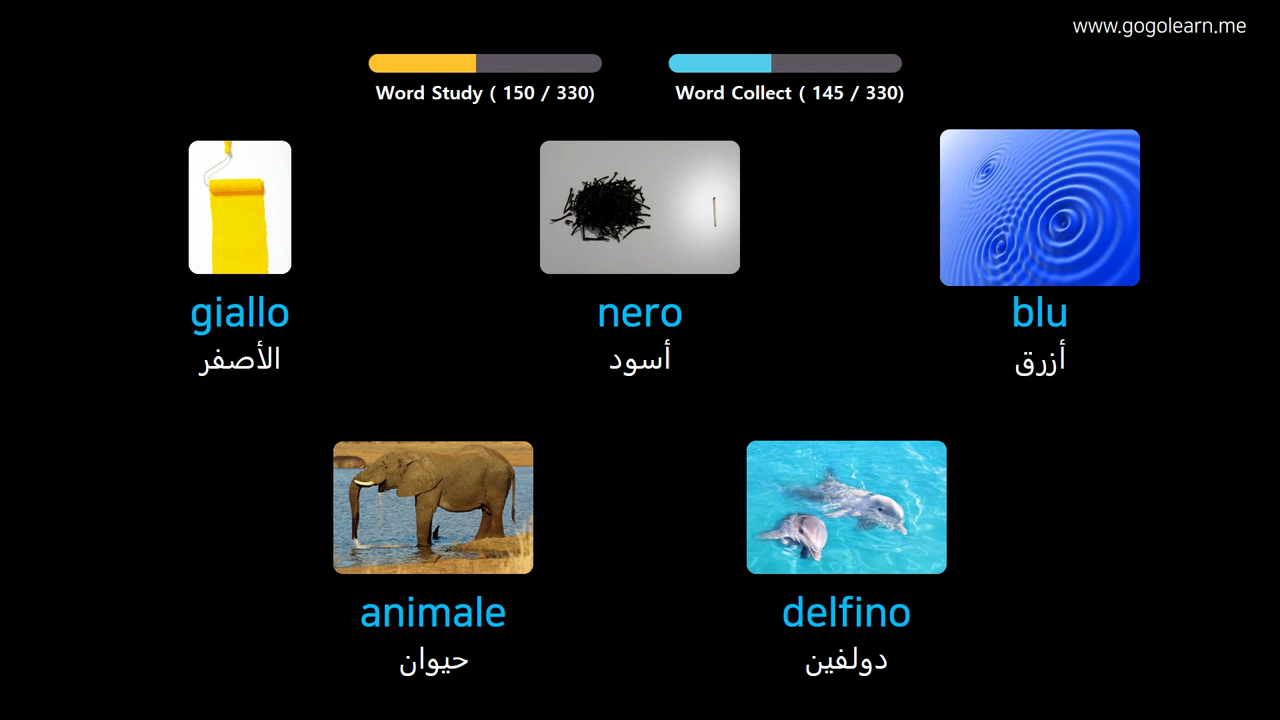 www.gogolearn.me
Word Study ( 150 / 330)
Word Collect ( 145 / 330)
giallo
الأصفر
nero
أسود
blu
أزرق
animale
حيوان
delfino
دولفين